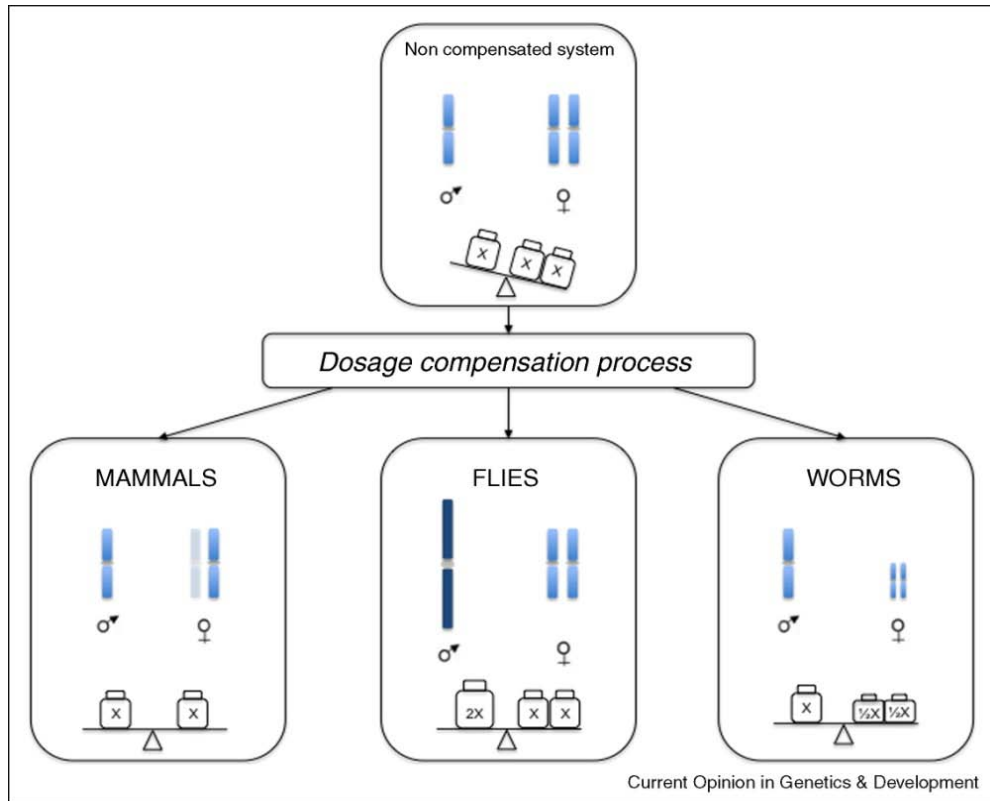 Non compensated system
♂ ♀
X X X
Dosage compensation process
MAMMALS FLIES WORMS
♂ ♀ ♂ ♀ ♂ ♀
X X 2X X X X ½X ½X
Current Opinion in Genetics & Development